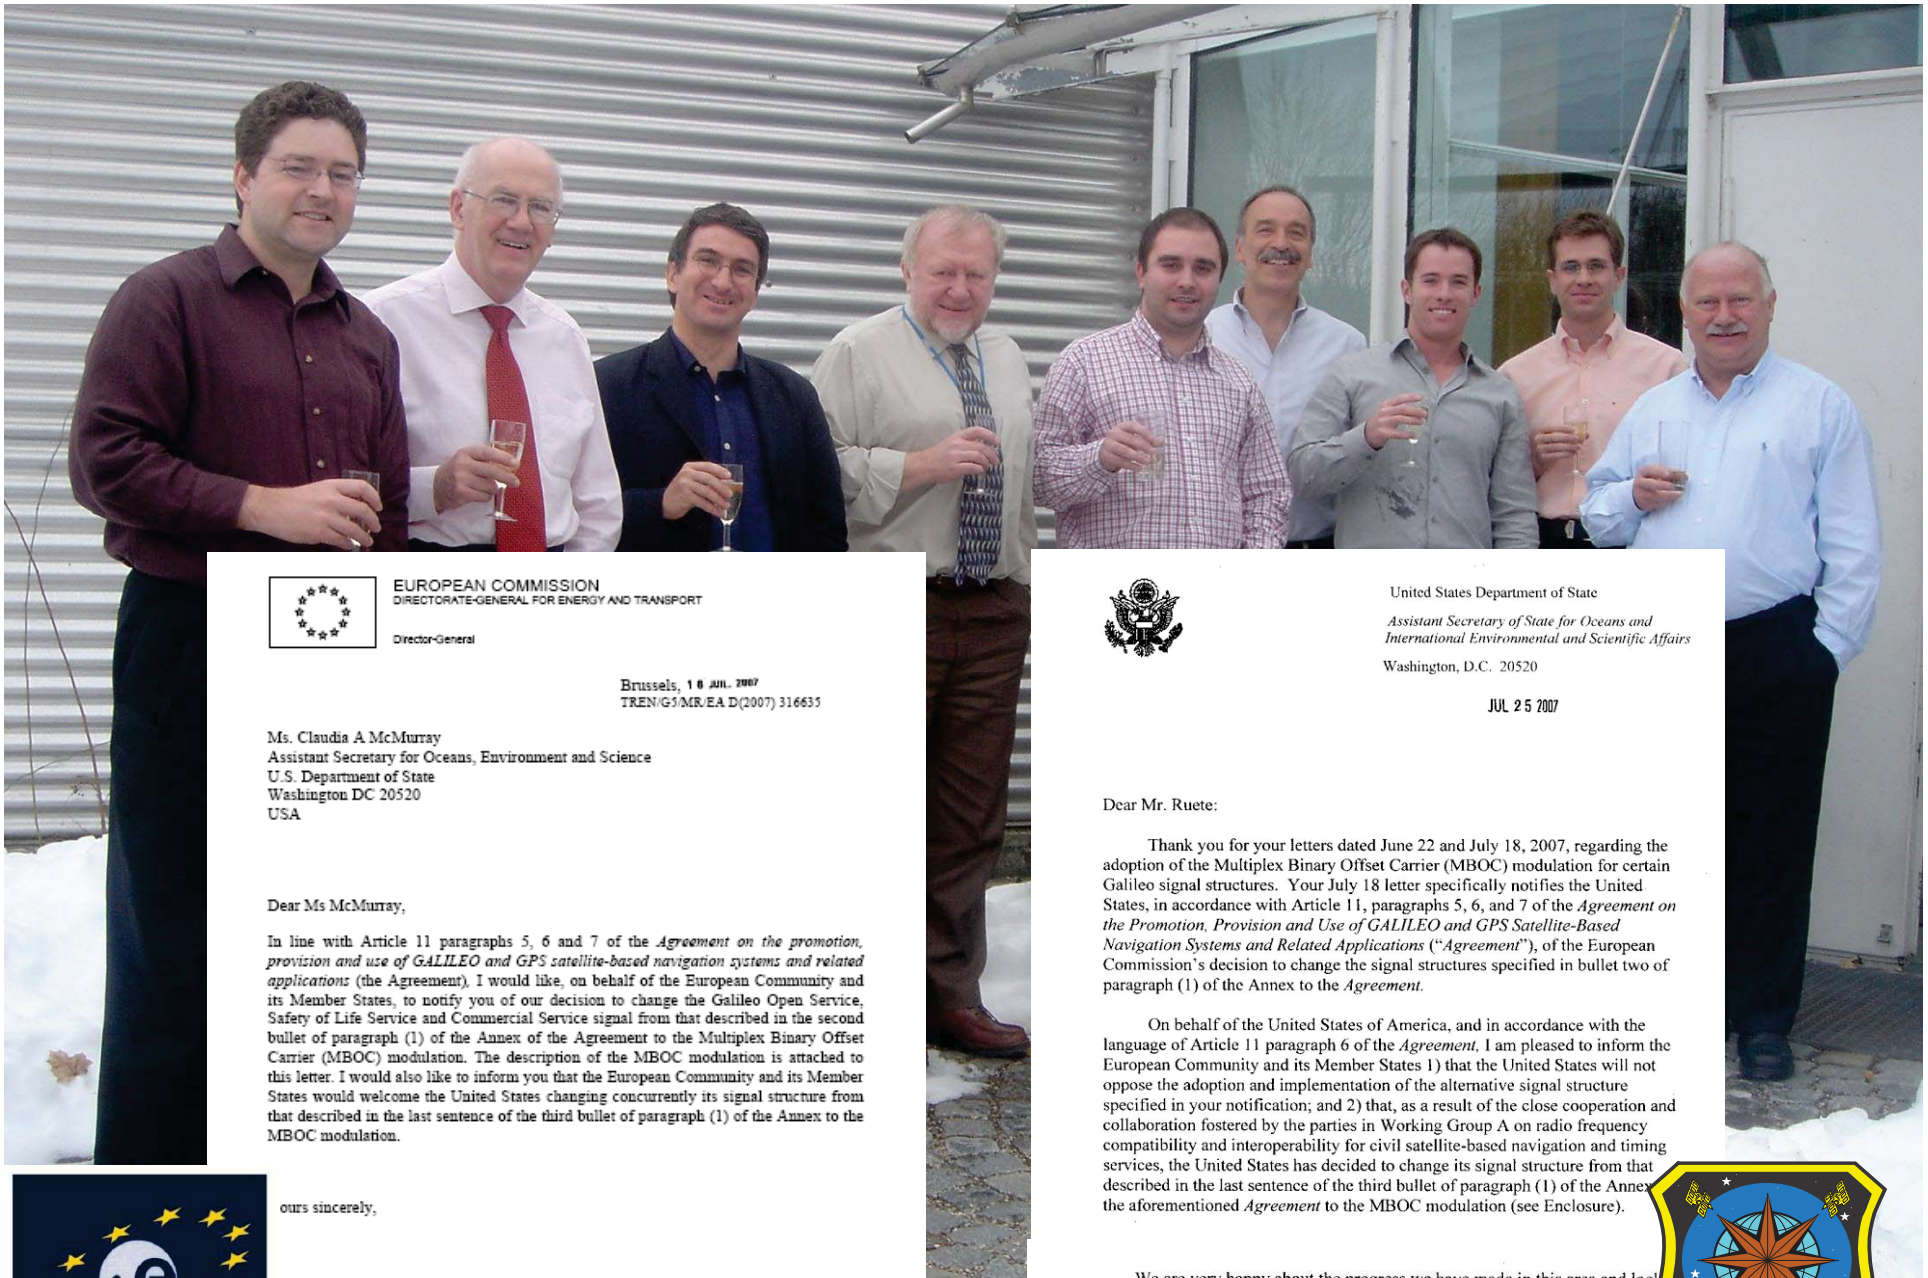 EUROPEAN COMMISSION
DIRECTORATE-GENERAL FOR ENERGY AND TRANSPORT
Director-General
Brussels, 18 JUIL. 2007
TREN/G5/MR/EA D(2007) 316635
Ms. Claudia A McMurray
Assistant Secretary for Oceans, Environment and Science
U.S. Department of State
Washington DC 20520
USA
Dear Ms McMurray,
In line with Article 11 paragraphs 5, 6 and 7 of the Agreement on the promotion,
provision and use of GALILEO and GPS satellite-based navigation systems and related
applications (the Agreement), I would like, on behalf of the European Community and
its Member States, to notify you of our decision to change the Galileo Open Service,
Safety of Life Service and Commercial Service signal from that described in the second
bullet of paragraph (1) of the Annex of the Agreement to the Multiplex Binary Offset
Carrier (MBOC) modulation. The description of the MBOC modulation is attached to
this letter. I would also like to inform you that the European Community and its Member
States would welcome the United States changing concurrently its signal structure from
that described in the last sentence of the third bullet of paragraph (1) of the Annex to the
MBOC modulation.
ours sincerely,
United States Department of State
Assistant Secretary of State for Oceans and
International Environmental and Scientific Affairs
Washington, D.C. 20520
JUL 25 2007
Dear Mr. Ruete:
Thank you for your letters dated June 22 and July 18, 2007, regarding the
adoption of the Multiplex Binary Offset Carrier (MBOC) modulation for certain
Galileo signal structures. Your July 18 letter specifically notifies the United
States, in accordance with Article 11, paragraphs 5, 6, and 7 of the Agreement on
the Promotion, Provision and Use of GALILEO and GPS Satellite-Based
Navigation Systems and Related Applications (“Agreement”), of the European
Commission’s decision to change the signal structures specified in bullet two of
paragraph (1) of the Annex to the Agreement.
On behalf of the United States of America, and in accordance with the
language of Article 11 paragraph 6 of the Agreement, I am pleased to inform the
European Community and its Member States 1) that the United States will not
oppose the adoption and implementation of the alternative signal structure
specified in your notification; and 2) that, as a result of the close cooperation and
collaboration fostered by the parties in Working Group A on radio frequency
compatibility and interoperability for civil satellite-based navigation and timing
services, the United States has decided to change its signal structure from that
described in the last sentence of the third bullet of paragraph (1) of the Annex
the aforementioned Agreement to the MBOC modulation (see Enclosure).
We are very happy about the progress we have made in this area and look